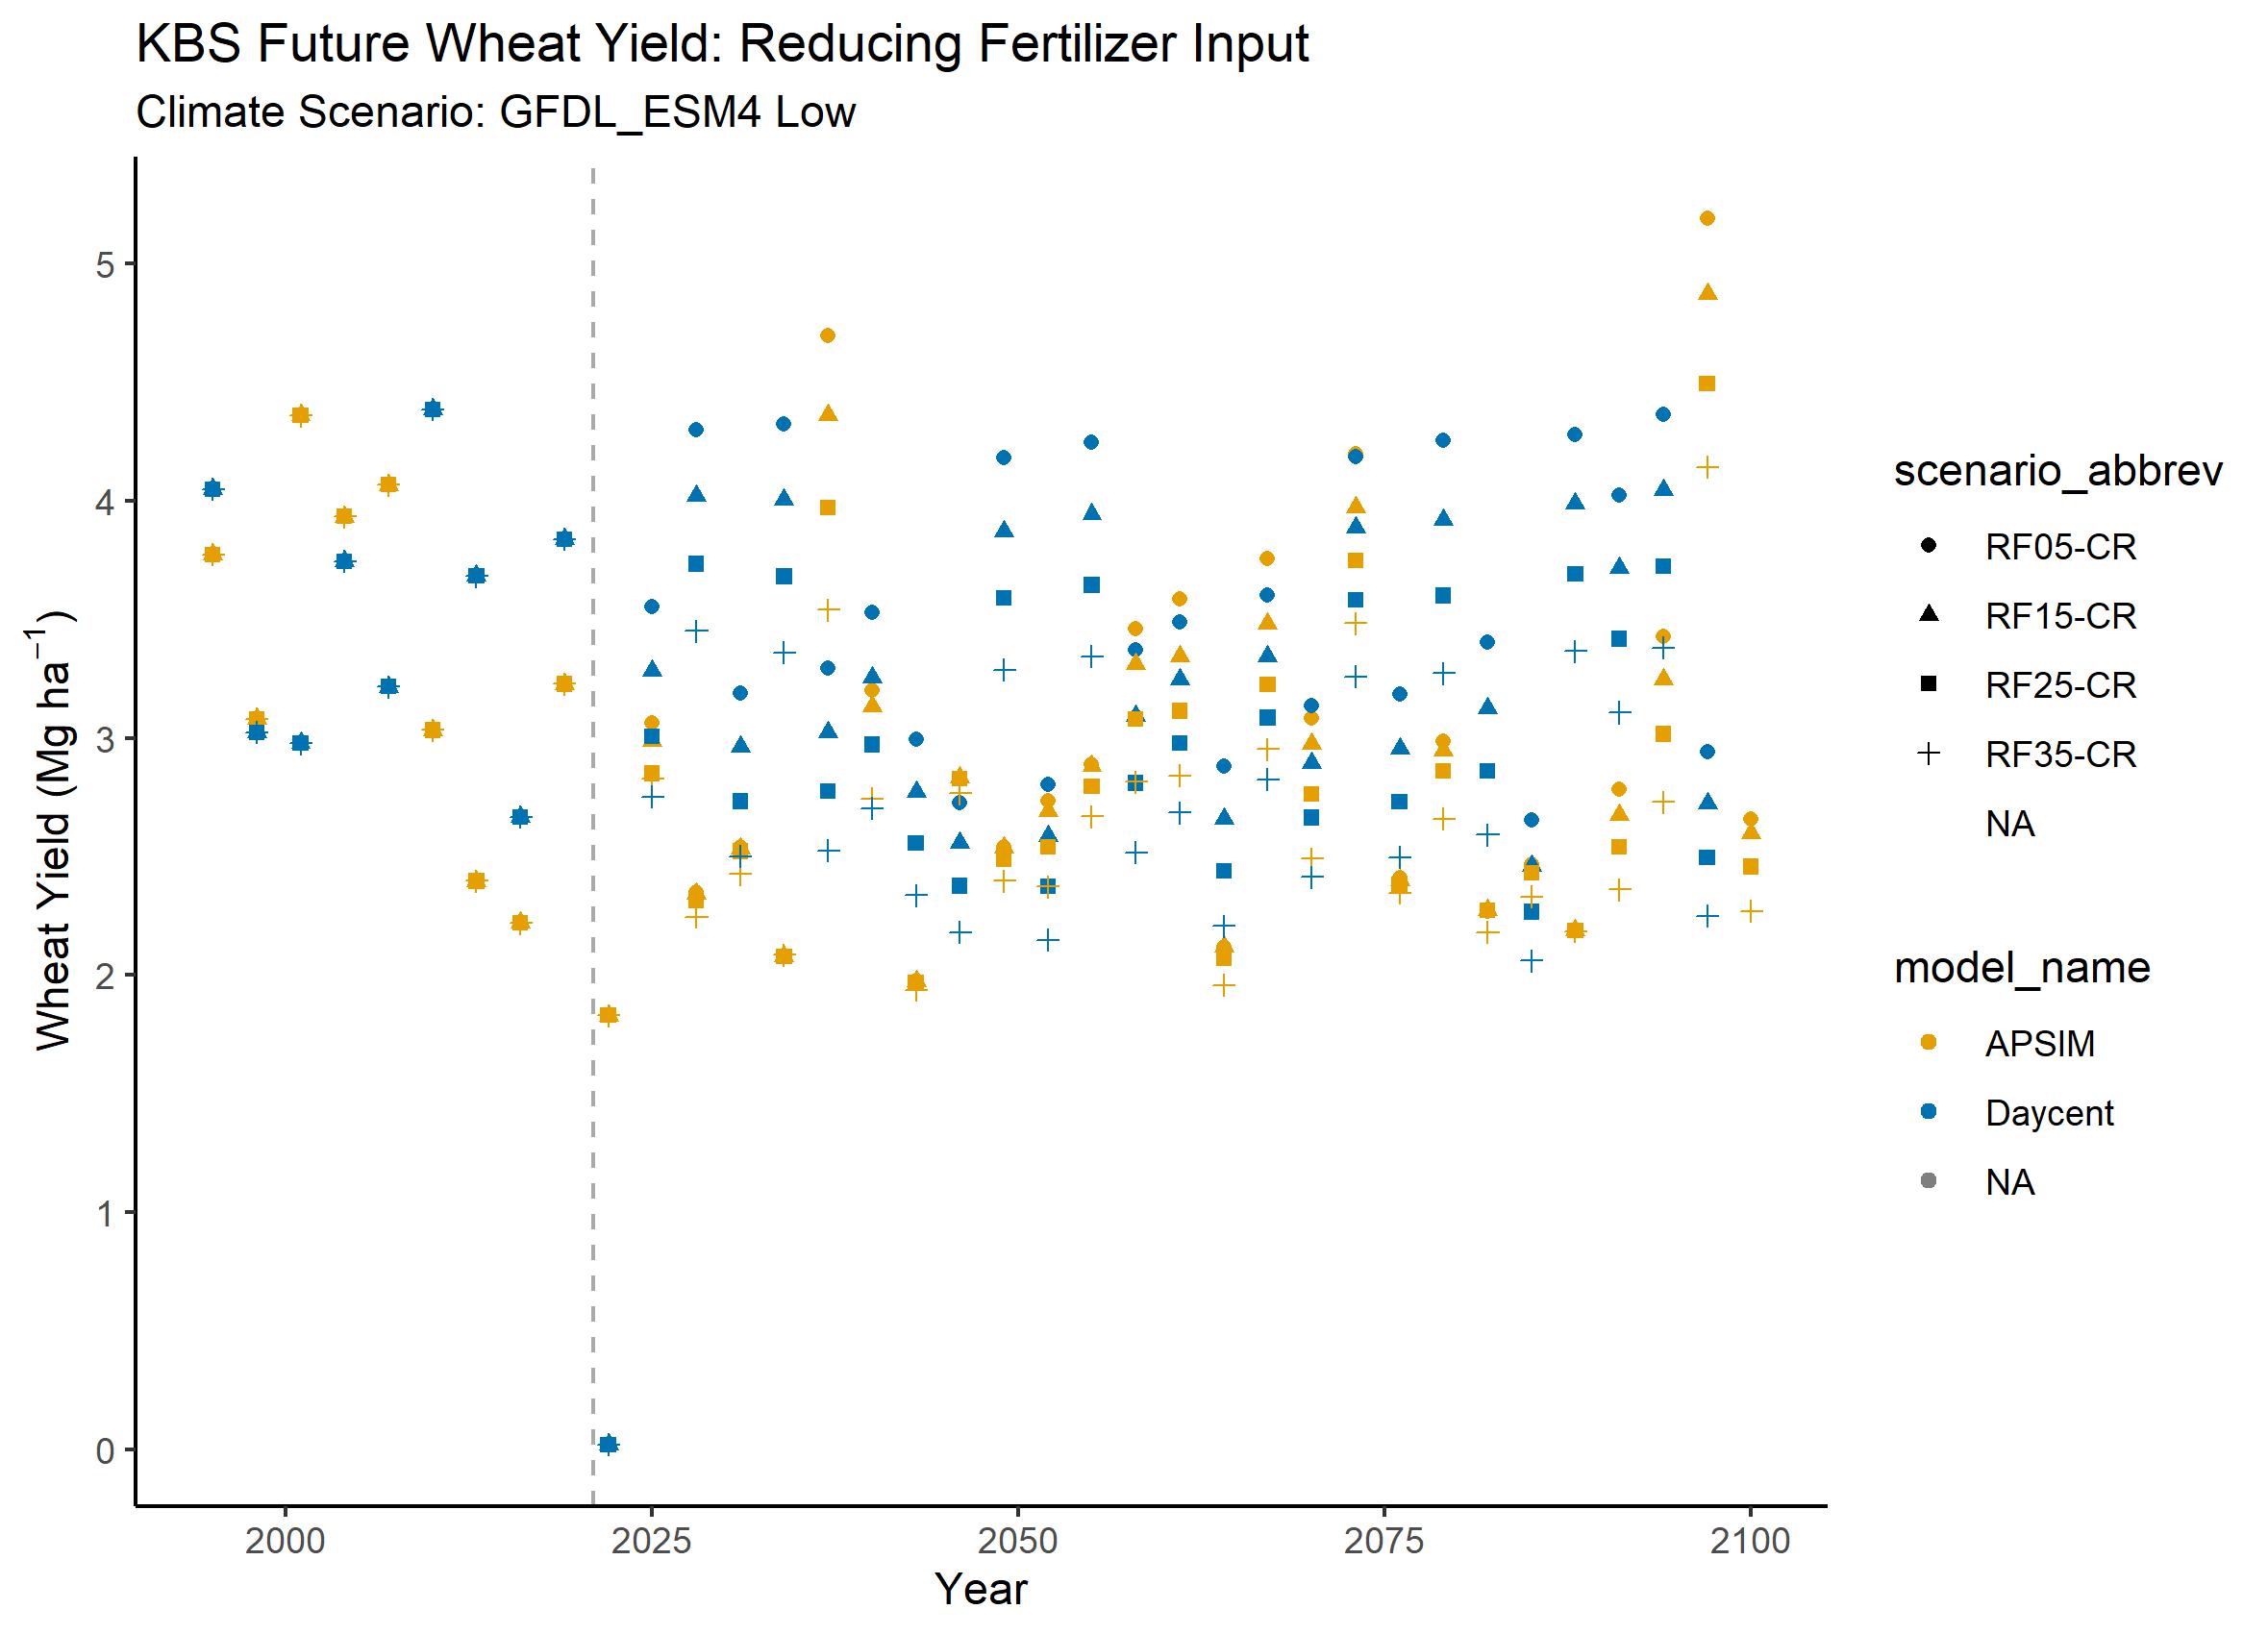 KBS Future Wheat Yield: Reducing Fertilizer Input
Climate Scenario: GFDL_ESM4 Low
Wheat Yield (Mg ha⁻¹)
5
4
3
2
1
0
2000 2025 2050 2075 2100
Year
scenario_abbrev
RF05-CR
RF15-CR
RF25-CR
RF35-CR
NA
model_name
APSIM
Daycent
NA